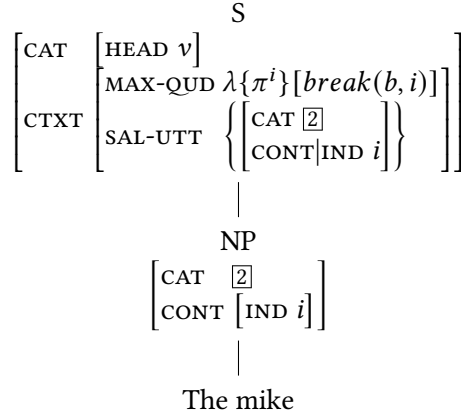 S
CAT [HEAD v]
CTXT [MAX-QUD λ{π^i}[break(b, i)]
SAL-UTT {[CAT 2
CONT|IND i]}]
NP
[CAT 2
CONT [IND i]]
The mike